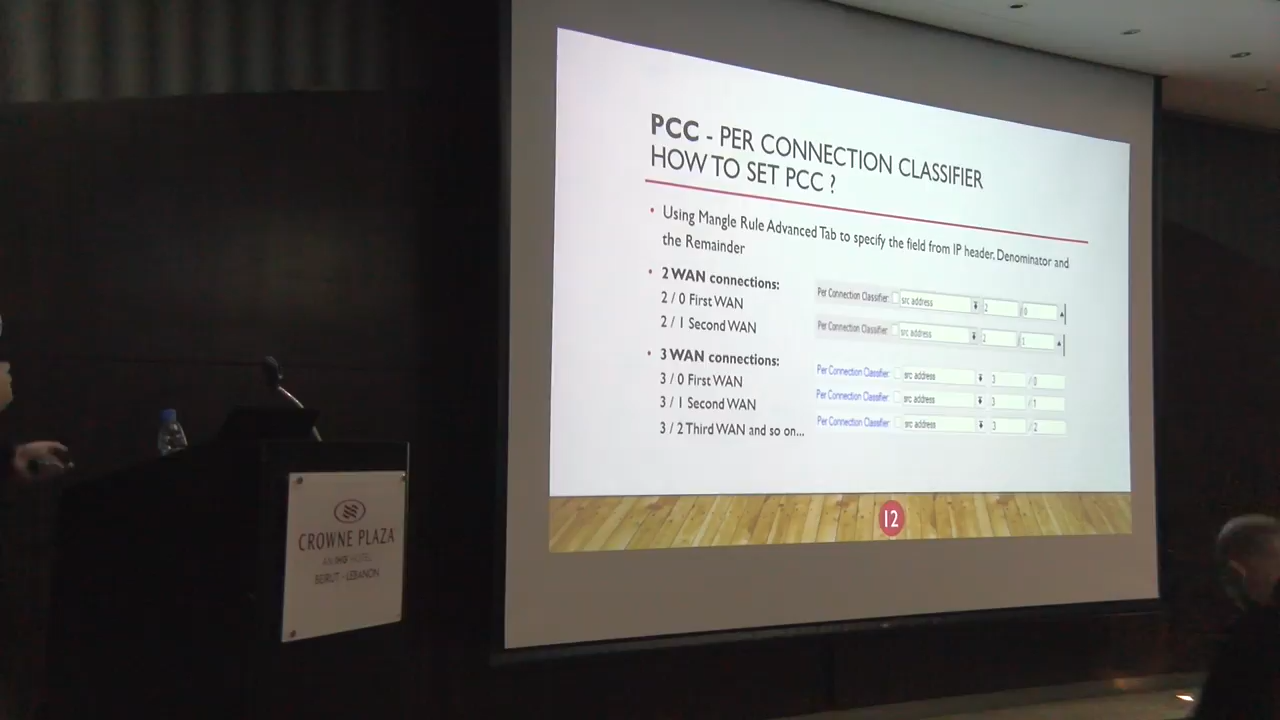 PCC - PER CONNECTION CLASSIFIER
HOW TO SET PCC ?
• Using Mangle Rule Advanced Tab to specify the field from IP header, Denominator and
the Remainder
• 2 WAN connections:
2 / 0 First WAN
2 / 1 Second WAN
Per Connection Classifier: src address 2 / 0
Per Connection Classifier: src address 2 / 1
• 3 WAN connections:
3 / 0 First WAN
3 / 1 Second WAN
3 / 2 Third WAN and so on...
Per Connection Classifier: src address 3 / 0
Per Connection Classifier: src address 3 / 1
Per Connection Classifier: src address 3 / 2
12
CROWNE PLAZA
AN IHG HOTEL
BEIRUT - LEBANON